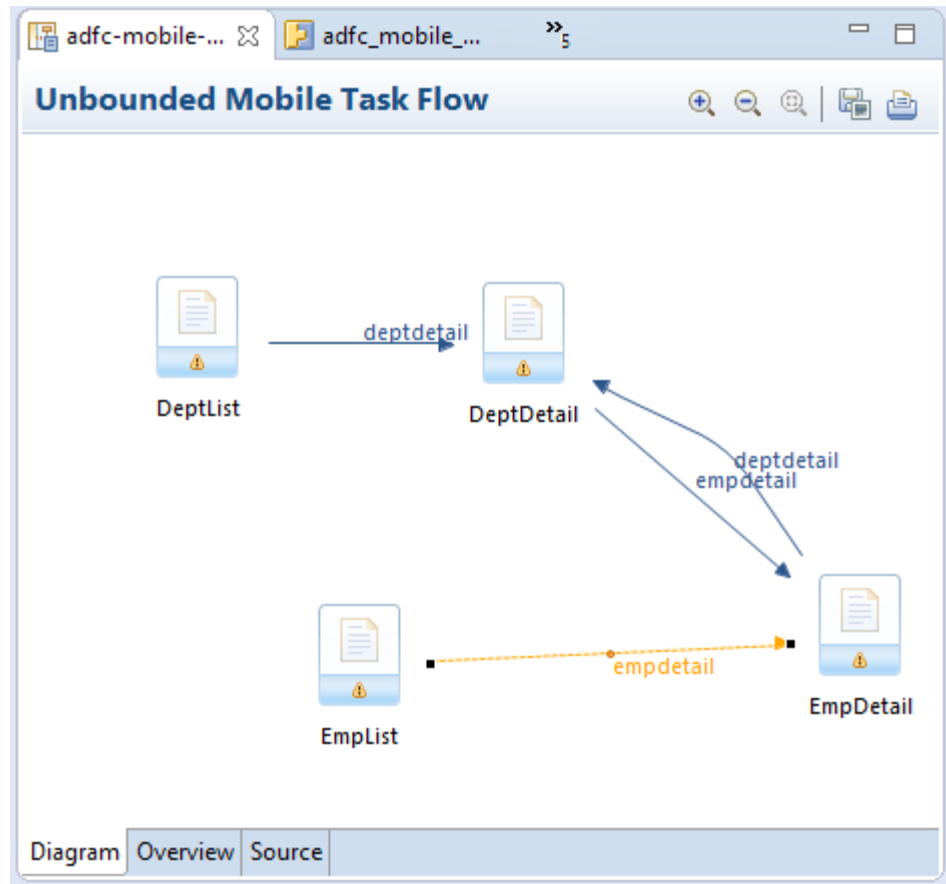 adfc-mobile-... adfc_mobile_... »5
Unbounded Mobile Task Flow
deptdetail
DeptList
DeptDetail
deptdetail
empdetail
empdetail
EmpList
EmpDetail
Diagram Overview Source